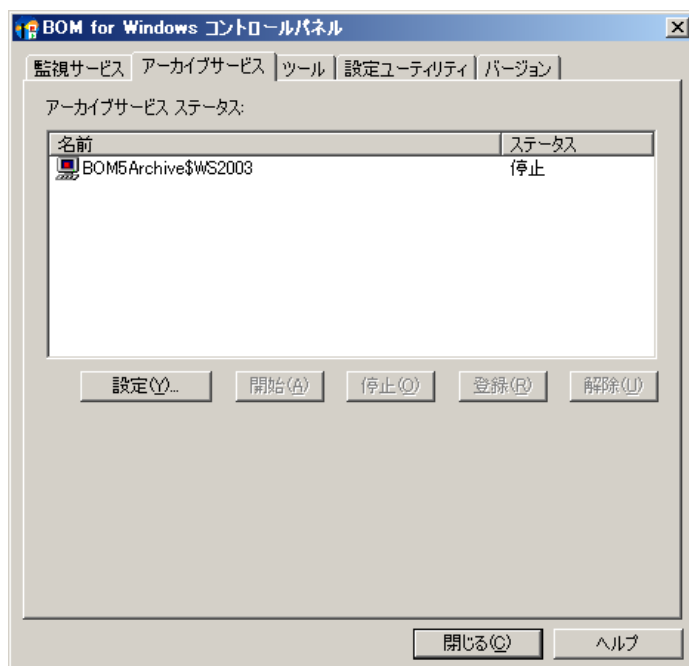 BOM for Windows コントロールパネル
監視サービス アーカイブサービス ツール 設定ユーティリティ バージョン
アーカイブサービス ステータス:
名前 ステータス
BOM5Archive$WS2003 停止
設定(Y)... 開始(A) 停止(O) 登録(R) 解除(U)
閉じる(C) ヘルプ